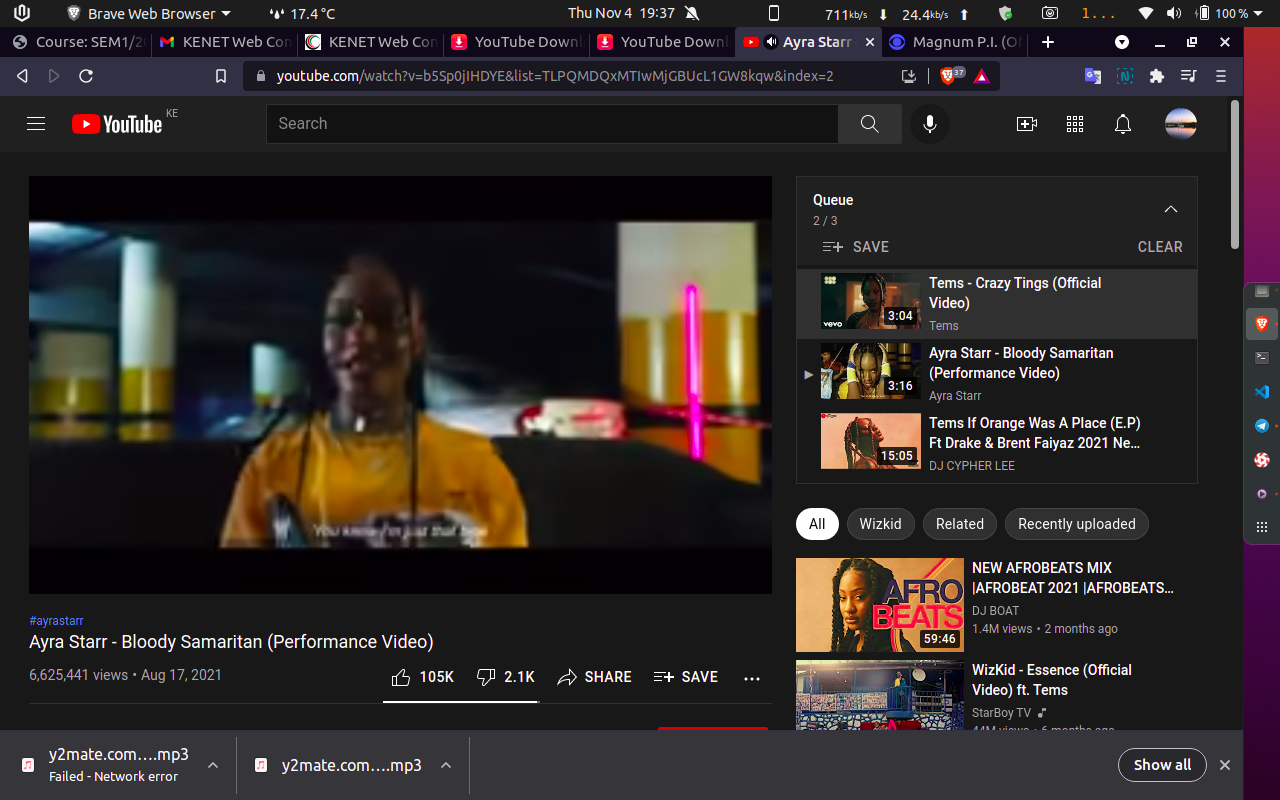 Brave Web Browser
17.4 °C
Thu Nov 4 19:37
711kb/s
24.4kb/s
1...
100 %
Course: SEM1/2
KENET Web Con
KENET Web Con
YouTube Downl
YouTube Downl
Ayra Starr
Magnum P.I. (Of
youtube.com/watch?v=b5Sp0jIHDYE&list=TLPQMDQxMTIwMjGBUcL1GW8kqw&index=2
37
YouTube
KE
Search
You know I'm just that type
Queue
2 / 3
SAVE
CLEAR
vevo
3:04
Tems - Crazy Tings (Official
Video)
Tems
3:16
Ayra Starr - Bloody Samaritan
(Performance Video)
Ayra Starr
15:05
Tems If Orange Was A Place (E.P)
Ft Drake & Brent Faiyaz 2021 Ne...
DJ CYPHER LEE
All
Wizkid
Related
Recently uploaded
AFRO
BEATS
59:46
NEW AFROBEATS MIX
|AFROBEAT 2021 |AFROBEATS...
DJ BOAT
1.4M views • 2 months ago
WizKid - Essence (Official
Video) ft. Tems
StarBoy TV
44M views • 6 months ago
#ayrastarr
Ayra Starr - Bloody Samaritan (Performance Video)
6,625,441 views • Aug 17, 2021
105K
2.1K
SHARE
SAVE
y2mate.com....mp3
Failed - Network error
y2mate.com....mp3
Show all